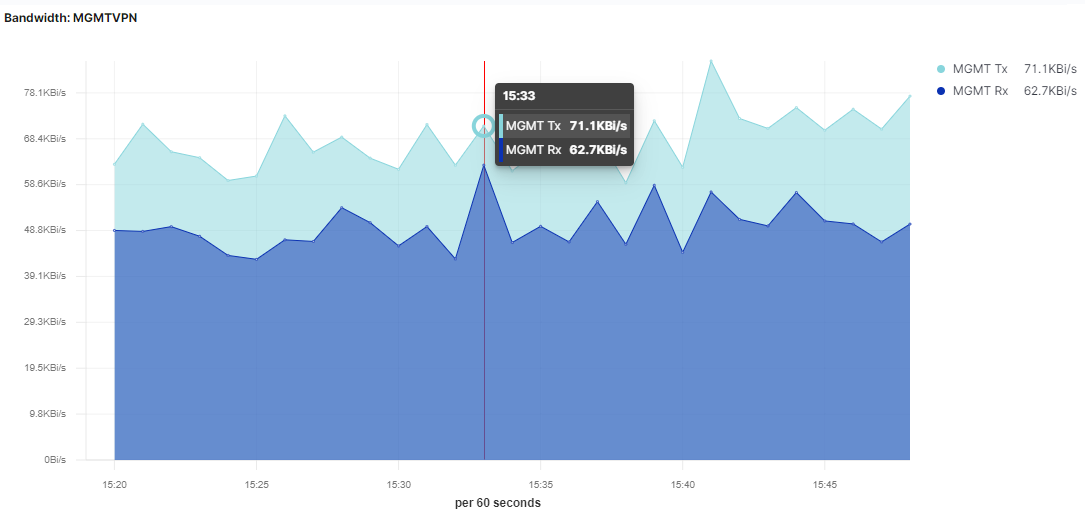 Bandwidth: MGMTVPN
MGMT Tx 71.1KBi/s
MGMT Rx 62.7KBi/s
15:33
MGMT Tx 71.1KBi/s
MGMT Rx 62.7KBi/s
78.1KBi/s
68.4KBi/s
58.6KBi/s
48.8KBi/s
39.1KBi/s
29.3KBi/s
19.5KBi/s
9.8KBi/s
0Bi/s
15:20 15:25 15:30 15:35 15:40 15:45
per 60 seconds